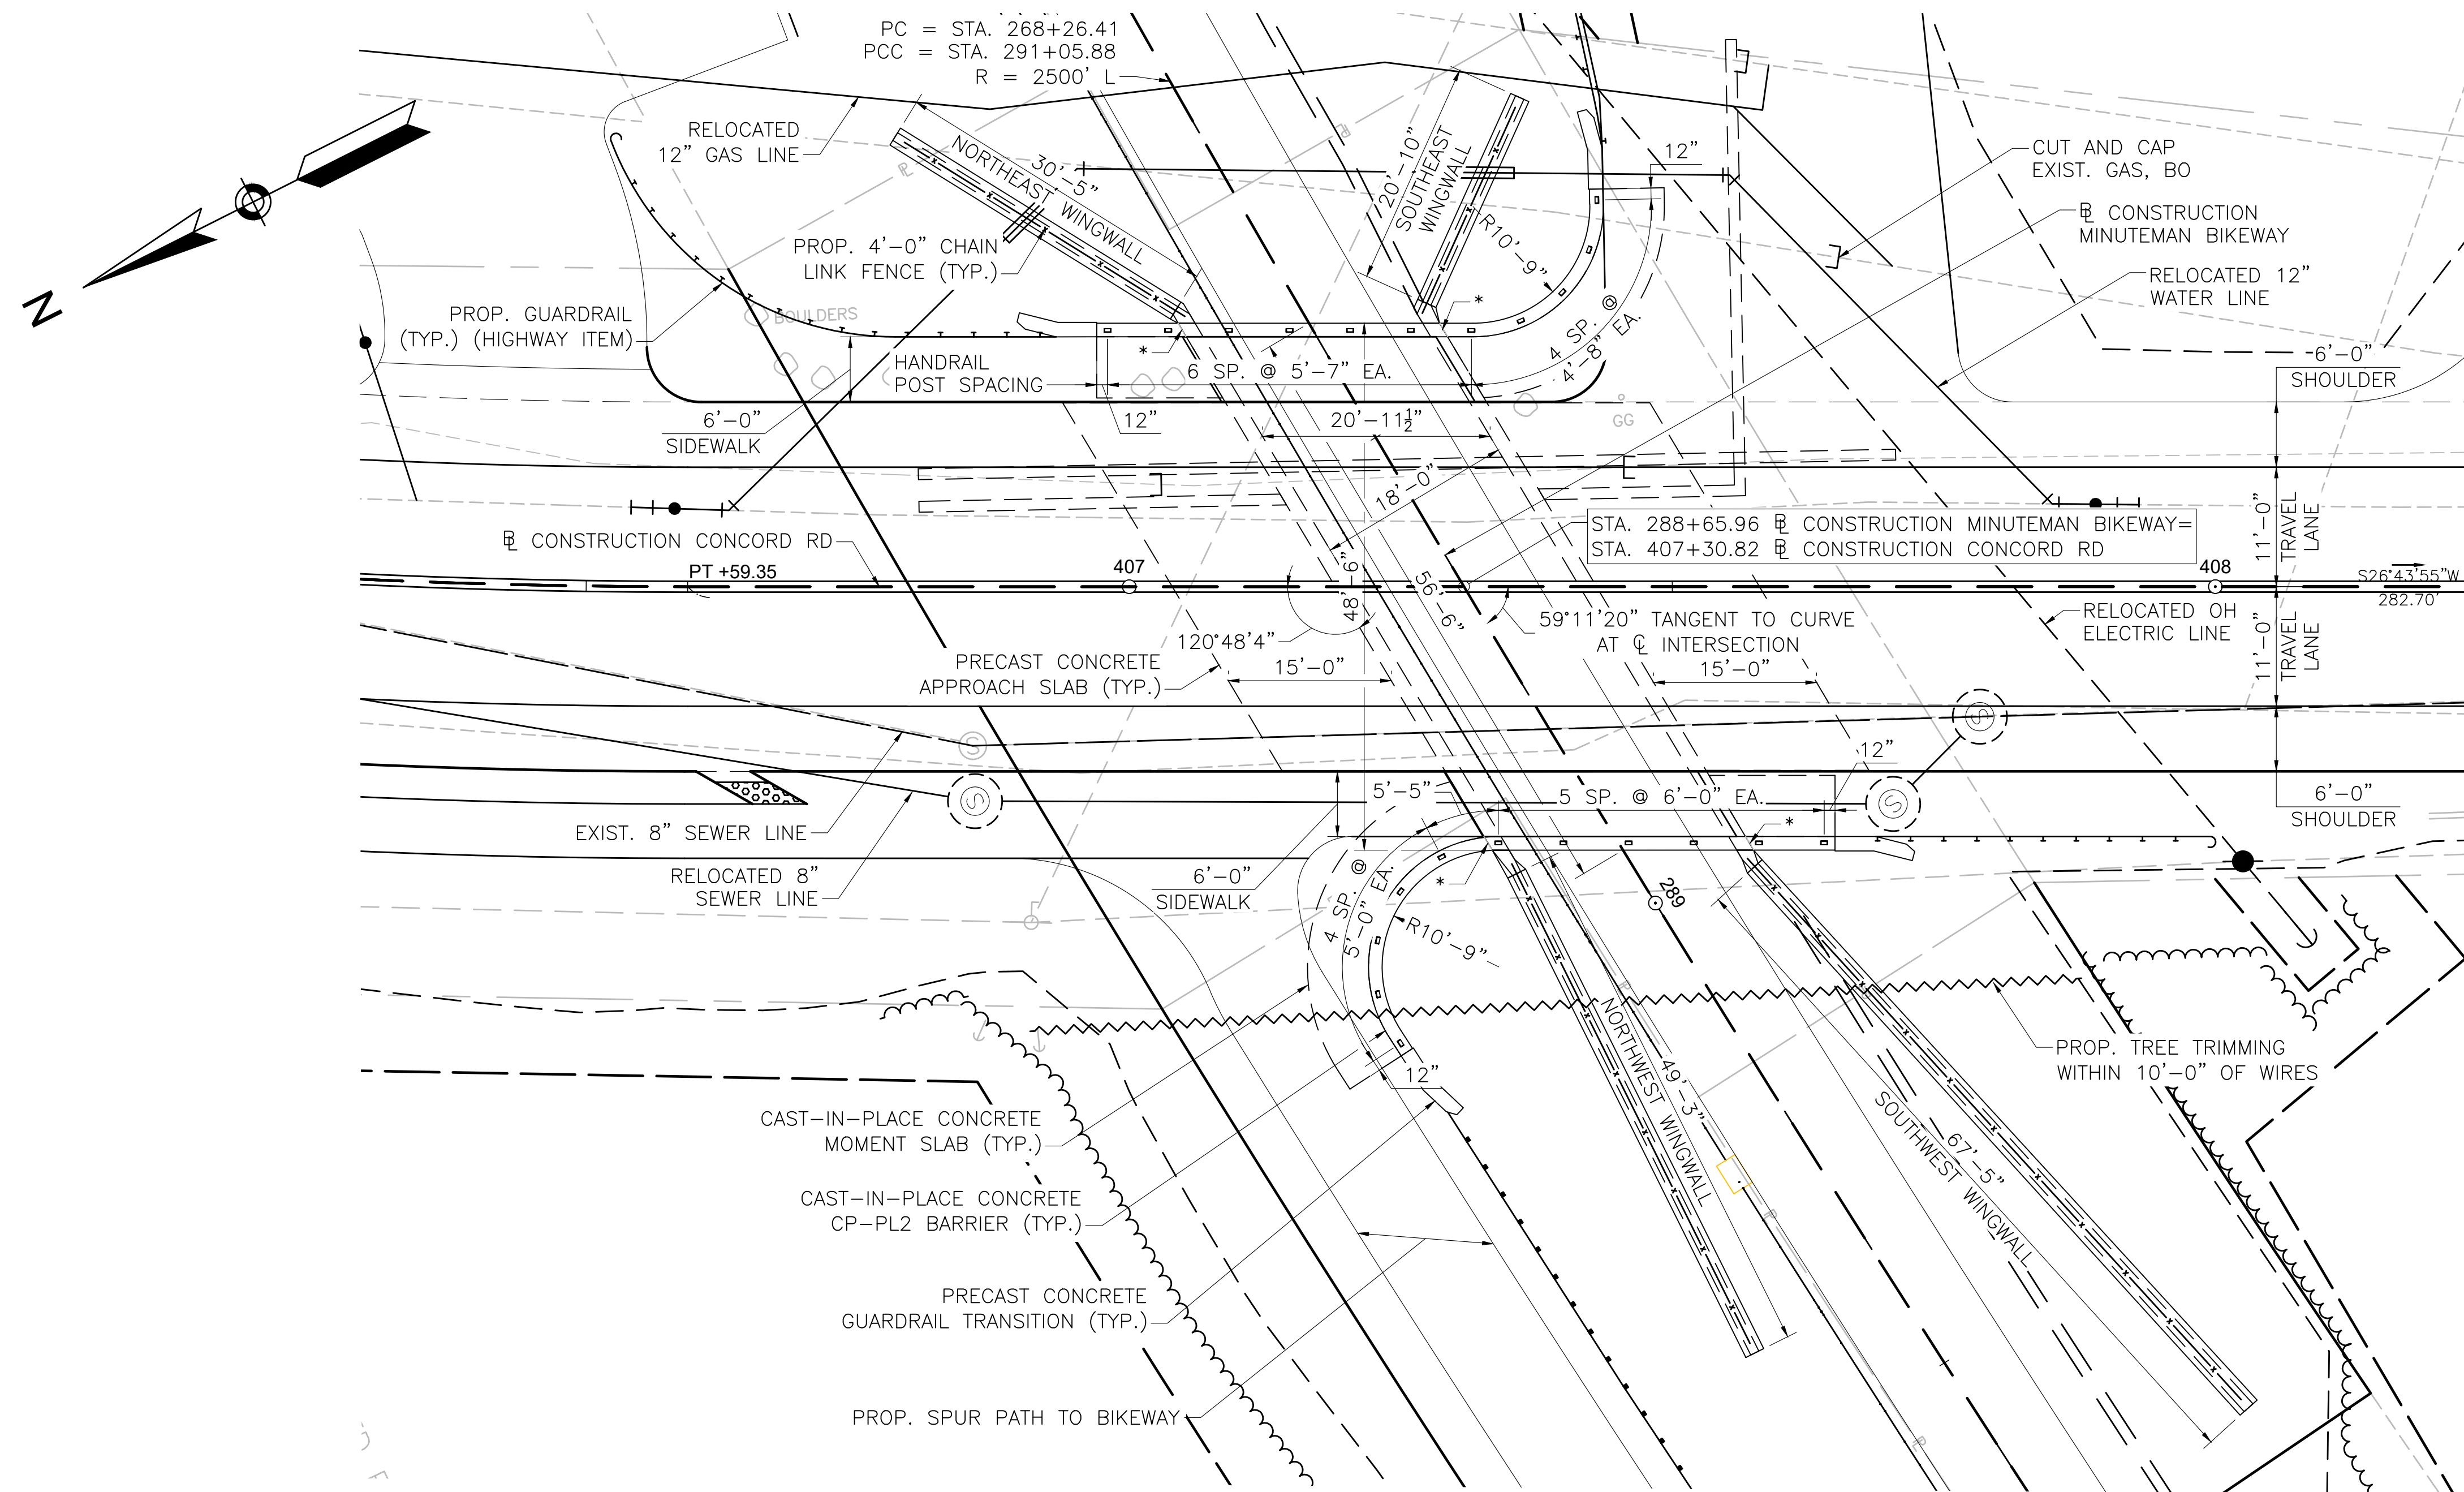 PC = STA. 268+26.41
PCC = STA. 291+05.88
R = 2500' L
RELOCATED
12" GAS LINE
NORTHEAST WINGWALL
30'-5"
20'-10"
SOUTHEAST
WINGWALL
12"
CUT AND CAP
EXIST. GAS, BO
R10'-9"
PROP. 4'-0" CHAIN
LINK FENCE (TYP.)
℄ CONSTRUCTION
MINUTEMAN BIKEWAY
N
RELOCATED 12"
WATER LINE
PROP. GUARDRAIL
(TYP.) (HIGHWAY ITEM)
BOULDERS
*
*
4 SP. @
4'-8" EA.
HANDRAIL
POST SPACING
6 SP. @ 5'-7" EA.
6'-0"
SHOULDER
6'-0"
SIDEWALK
12"
20'-11½"
GG
18'-0"
℄ CONSTRUCTION CONCORD RD
STA. 288+65.96 ℄ CONSTRUCTION MINUTEMAN BIKEWAY=
STA. 407+30.82 ℄ CONSTRUCTION CONCORD RD
11'-0"
TRAVEL
LANE
PT +59.35
407
48'-6"
56'-6"
408
S26°43'55"W
282.70'
120°48'4"
59°11'20" TANGENT TO CURVE
AT ℄ INTERSECTION
RELOCATED OH
ELECTRIC LINE
11'-0"
TRAVEL
LANE
PRECAST CONCRETE
APPROACH SLAB (TYP.)
15'-0"
15'-0"
S
S
12"
5'-5"
5 SP. @ 6'-0" EA.
S
S
6'-0"
SHOULDER
EXIST. 8" SEWER LINE
*
RELOCATED 8"
SEWER LINE
6'-0"
SIDEWALK
4 SP. @
5'-0" EA.
*
289
R10'-9"
12"
NORTHWEST WINGWALL
49'-3"
PROP. TREE TRIMMING
WITHIN 10'-0" OF WIRES
SOUTHWEST WINGWALL
67'-5"
CAST-IN-PLACE CONCRETE
MOMENT SLAB (TYP.)
CAST-IN-PLACE CONCRETE
CP-PL2 BARRIER (TYP.)
PRECAST CONCRETE
GUARDRAIL TRANSITION (TYP.)
PROP. SPUR PATH TO BIKEWAY